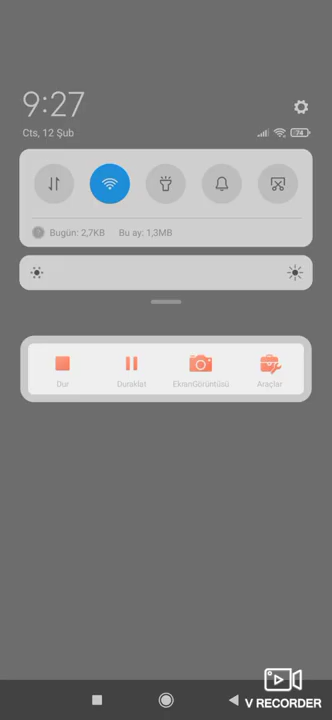 9:27
Cts, 12 Şub
74
Bugün: 2,7KB Bu ay: 1,3MB
Dur Duraklat EkranGörüntüsü Araçlar
V RECORDER